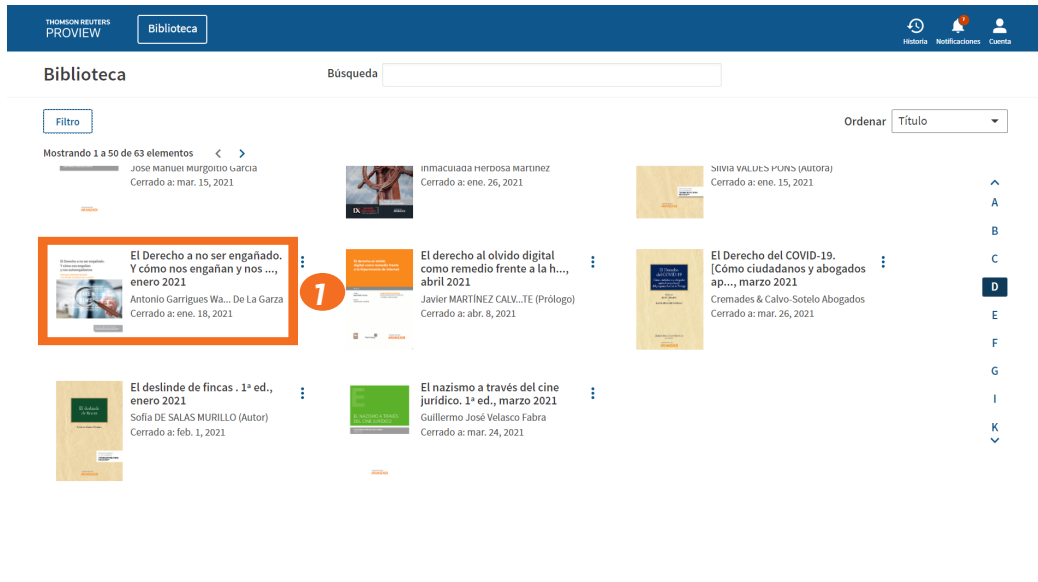 THOMSON REUTERS
PROVIEW
Biblioteca
Historia
Notificaciones
Cuenta
Biblioteca
Búsqueda
Filtro
Ordenar
Título
Mostrando 1 a 50 de 63 elementos
José Manuel Murgoitio García
Cerrado a: mar. 15, 2021
Inmaculada Herbosa Martínez
Cerrado a: ene. 26, 2021
Silvia VALDÉS PONS (Autora)
Cerrado a: ene. 15, 2021
El Derecho a no ser engañado.
Y cómo nos engañan y nos ...,
enero 2021
Antonio Garrigues Wa... De La Garza
Cerrado a: ene. 18, 2021
1
El derecho al olvido digital
como remedio frente a la h...,
abril 2021
Javier MARTÍNEZ CALV...TE (Prólogo)
Cerrado a: abr. 8, 2021
El Derecho del COVID-19.
[Cómo ciudadanos y abogados
ap..., marzo 2021
Cremades & Calvo-Sotelo Abogados
Cerrado a: mar. 26, 2021
El deslinde de fincas . 1ª ed.,
enero 2021
Sofía DE SALAS MURILLO (Autor)
Cerrado a: feb. 1, 2021
E
EL NAZISMO A TRAVÉS
DEL CINE JURÍDICO
El nazismo a través del cine
jurídico. 1ª ed., marzo 2021
Guillermo José Velasco Fabra
Cerrado a: mar. 24, 2021
A
B
C
D
E
F
G
I
K